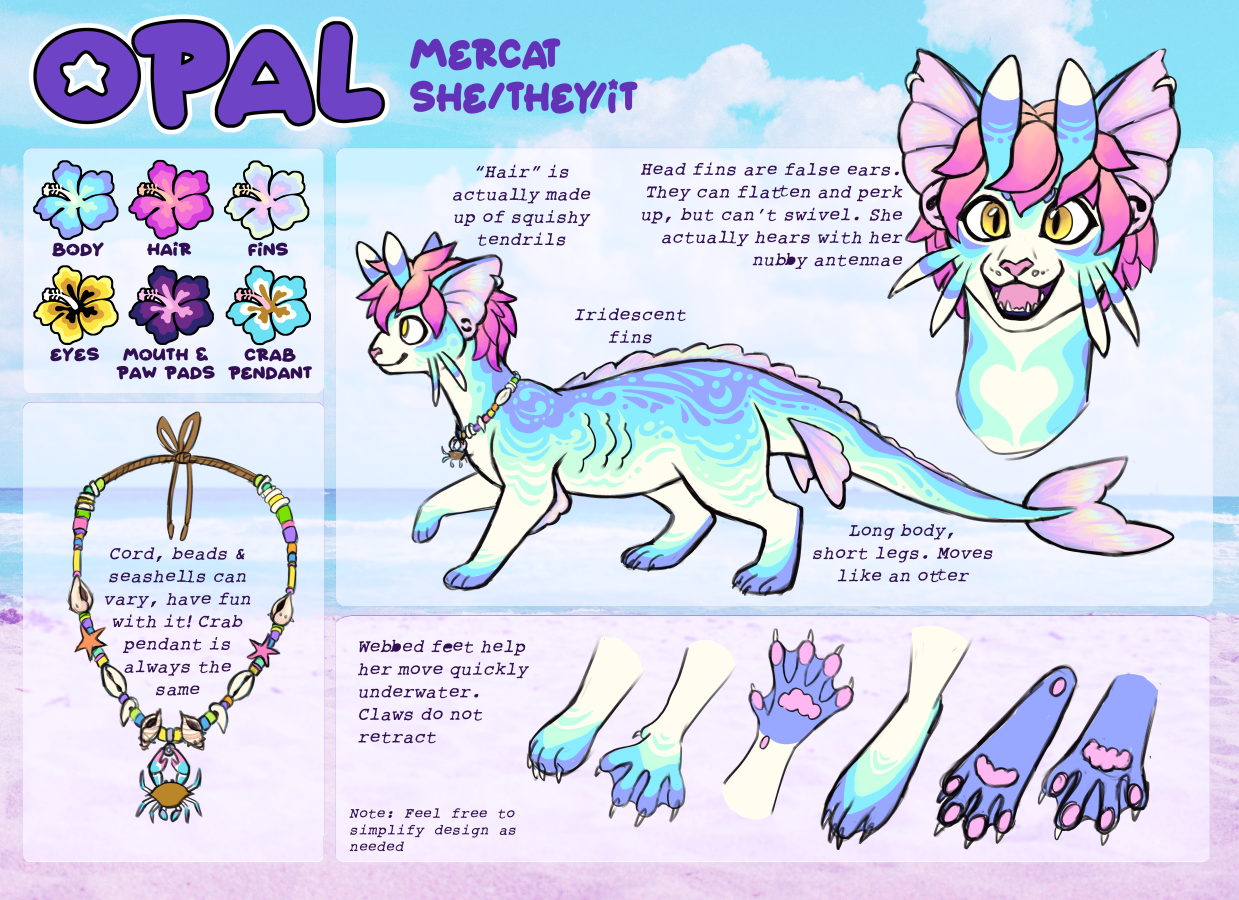 OPAL
MERCAT
SHE/THEY/iT
BODY
HAiR
FiNS
EYES
MOUTH &
PAW PADS
CRAB
PENDANT
"Hair" is
actually made
up of squishy
tendrils
Head fins are false ears.
They can flatten and perk
up, but can't swivel. She
actually hears with her
nubby antennae
Iridescent
fins
Long body,
short legs. Moves
like an otter
Cord, beads &
seashells can
vary, have fun
with it! Crab
pendant is
always the
same
Webbed feet help
her move quickly
underwater.
Claws do not
retract
Note: Feel free to
simplify design as
needed